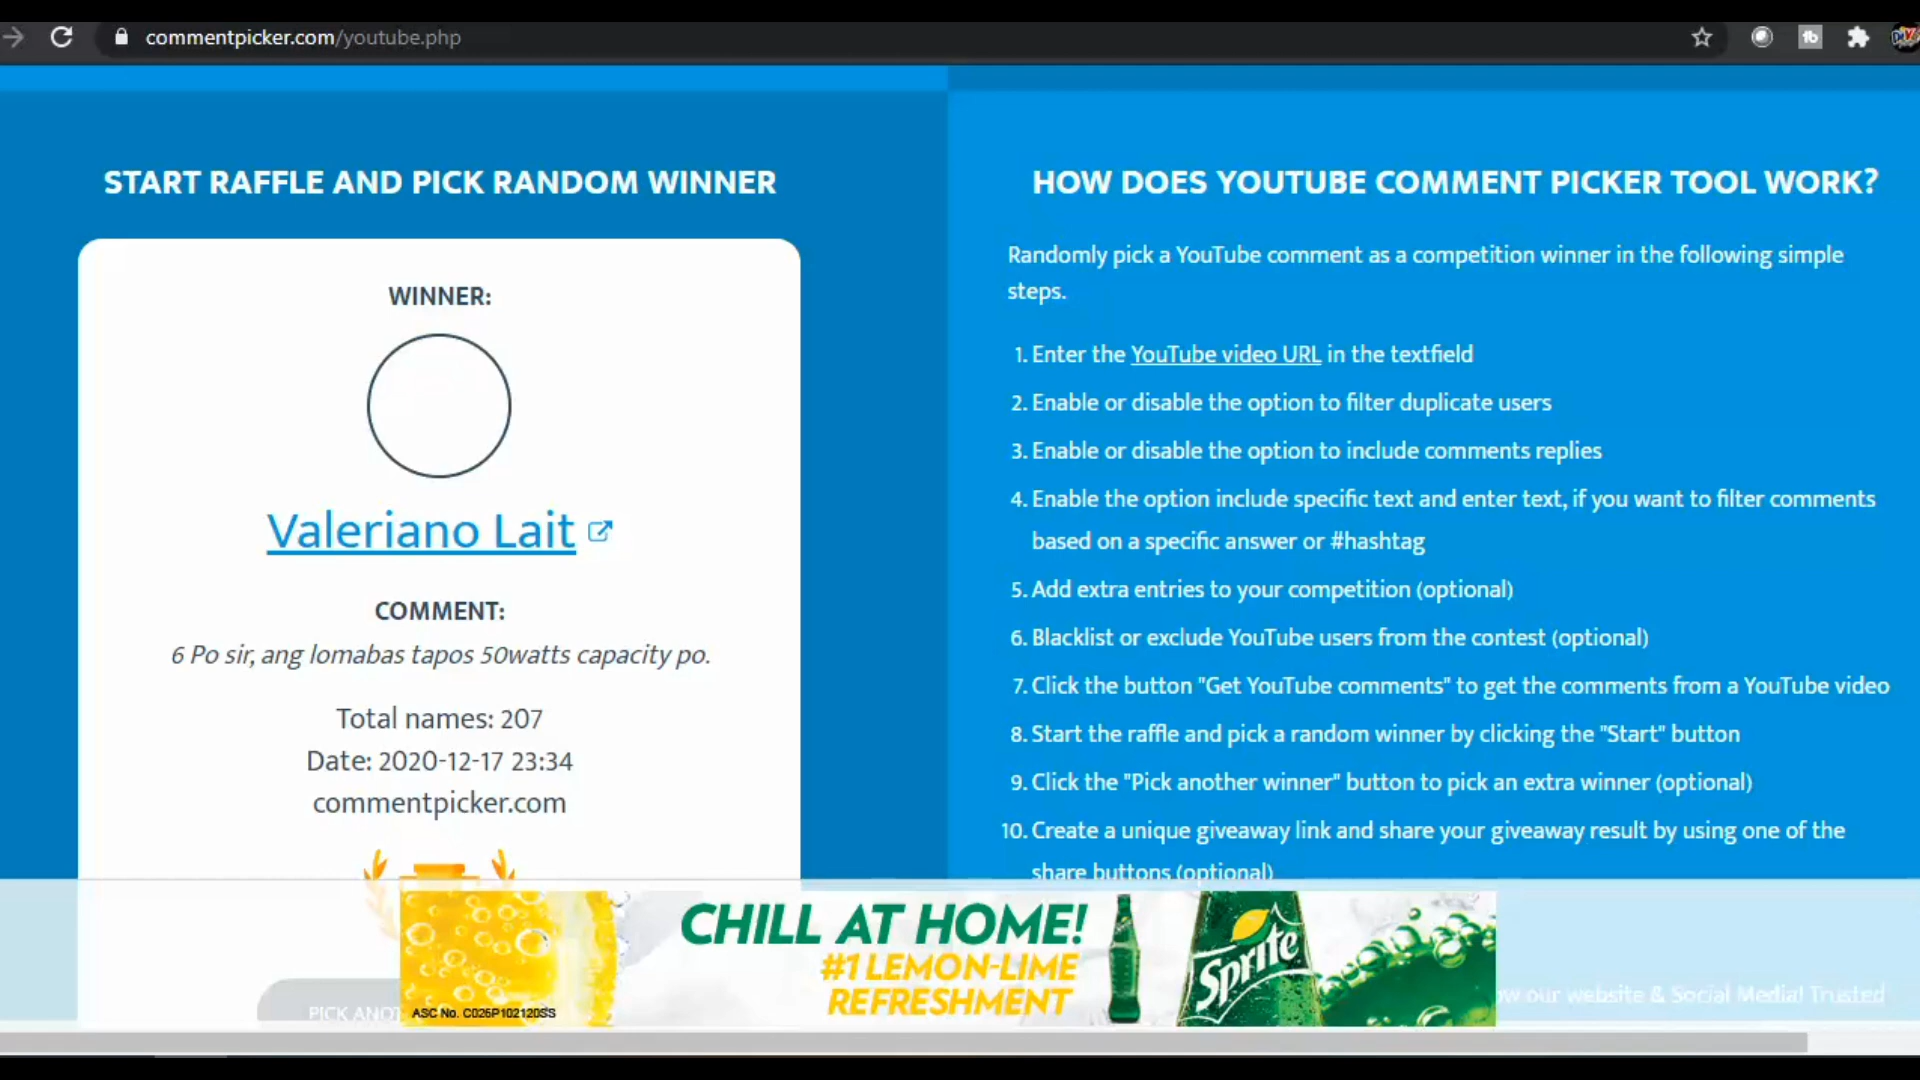 commentpicker.com/youtube.php
START RAFFLE AND PICK RANDOM WINNER
WINNER:
Valeriano Lait
COMMENT:
6 Po sir, ang lomabas tapos 50watts capacity po.
Total names: 207
Date: 2020-12-17 23:34
commentpicker.com
PICK ANOT
HOW DOES YOUTUBE COMMENT PICKER TOOL WORK?
Randomly pick a YouTube comment as a competition winner in the following simple
steps.
1. Enter the YouTube video URL in the textfield
2. Enable or disable the option to filter duplicate users
3. Enable or disable the option to include comments replies
4. Enable the option include specific text and enter text, if you want to filter comments
based on a specific answer or #hashtag
5. Add extra entries to your competition (optional)
6. Blacklist or exclude YouTube users from the contest (optional)
7. Click the button "Get YouTube comments" to get the comments from a YouTube video
8. Start the raffle and pick a random winner by clicking the "Start" button
9. Click the "Pick another winner" button to pick an extra winner (optional)
10. Create a unique giveaway link and share your giveaway result by using one of the
share buttons (optional)
CHILL AT HOME!
#1 LEMON-LIME
REFRESHMENT
Sprite
ASC No. C026P102120SS
ow our website & Social Media! Trusted